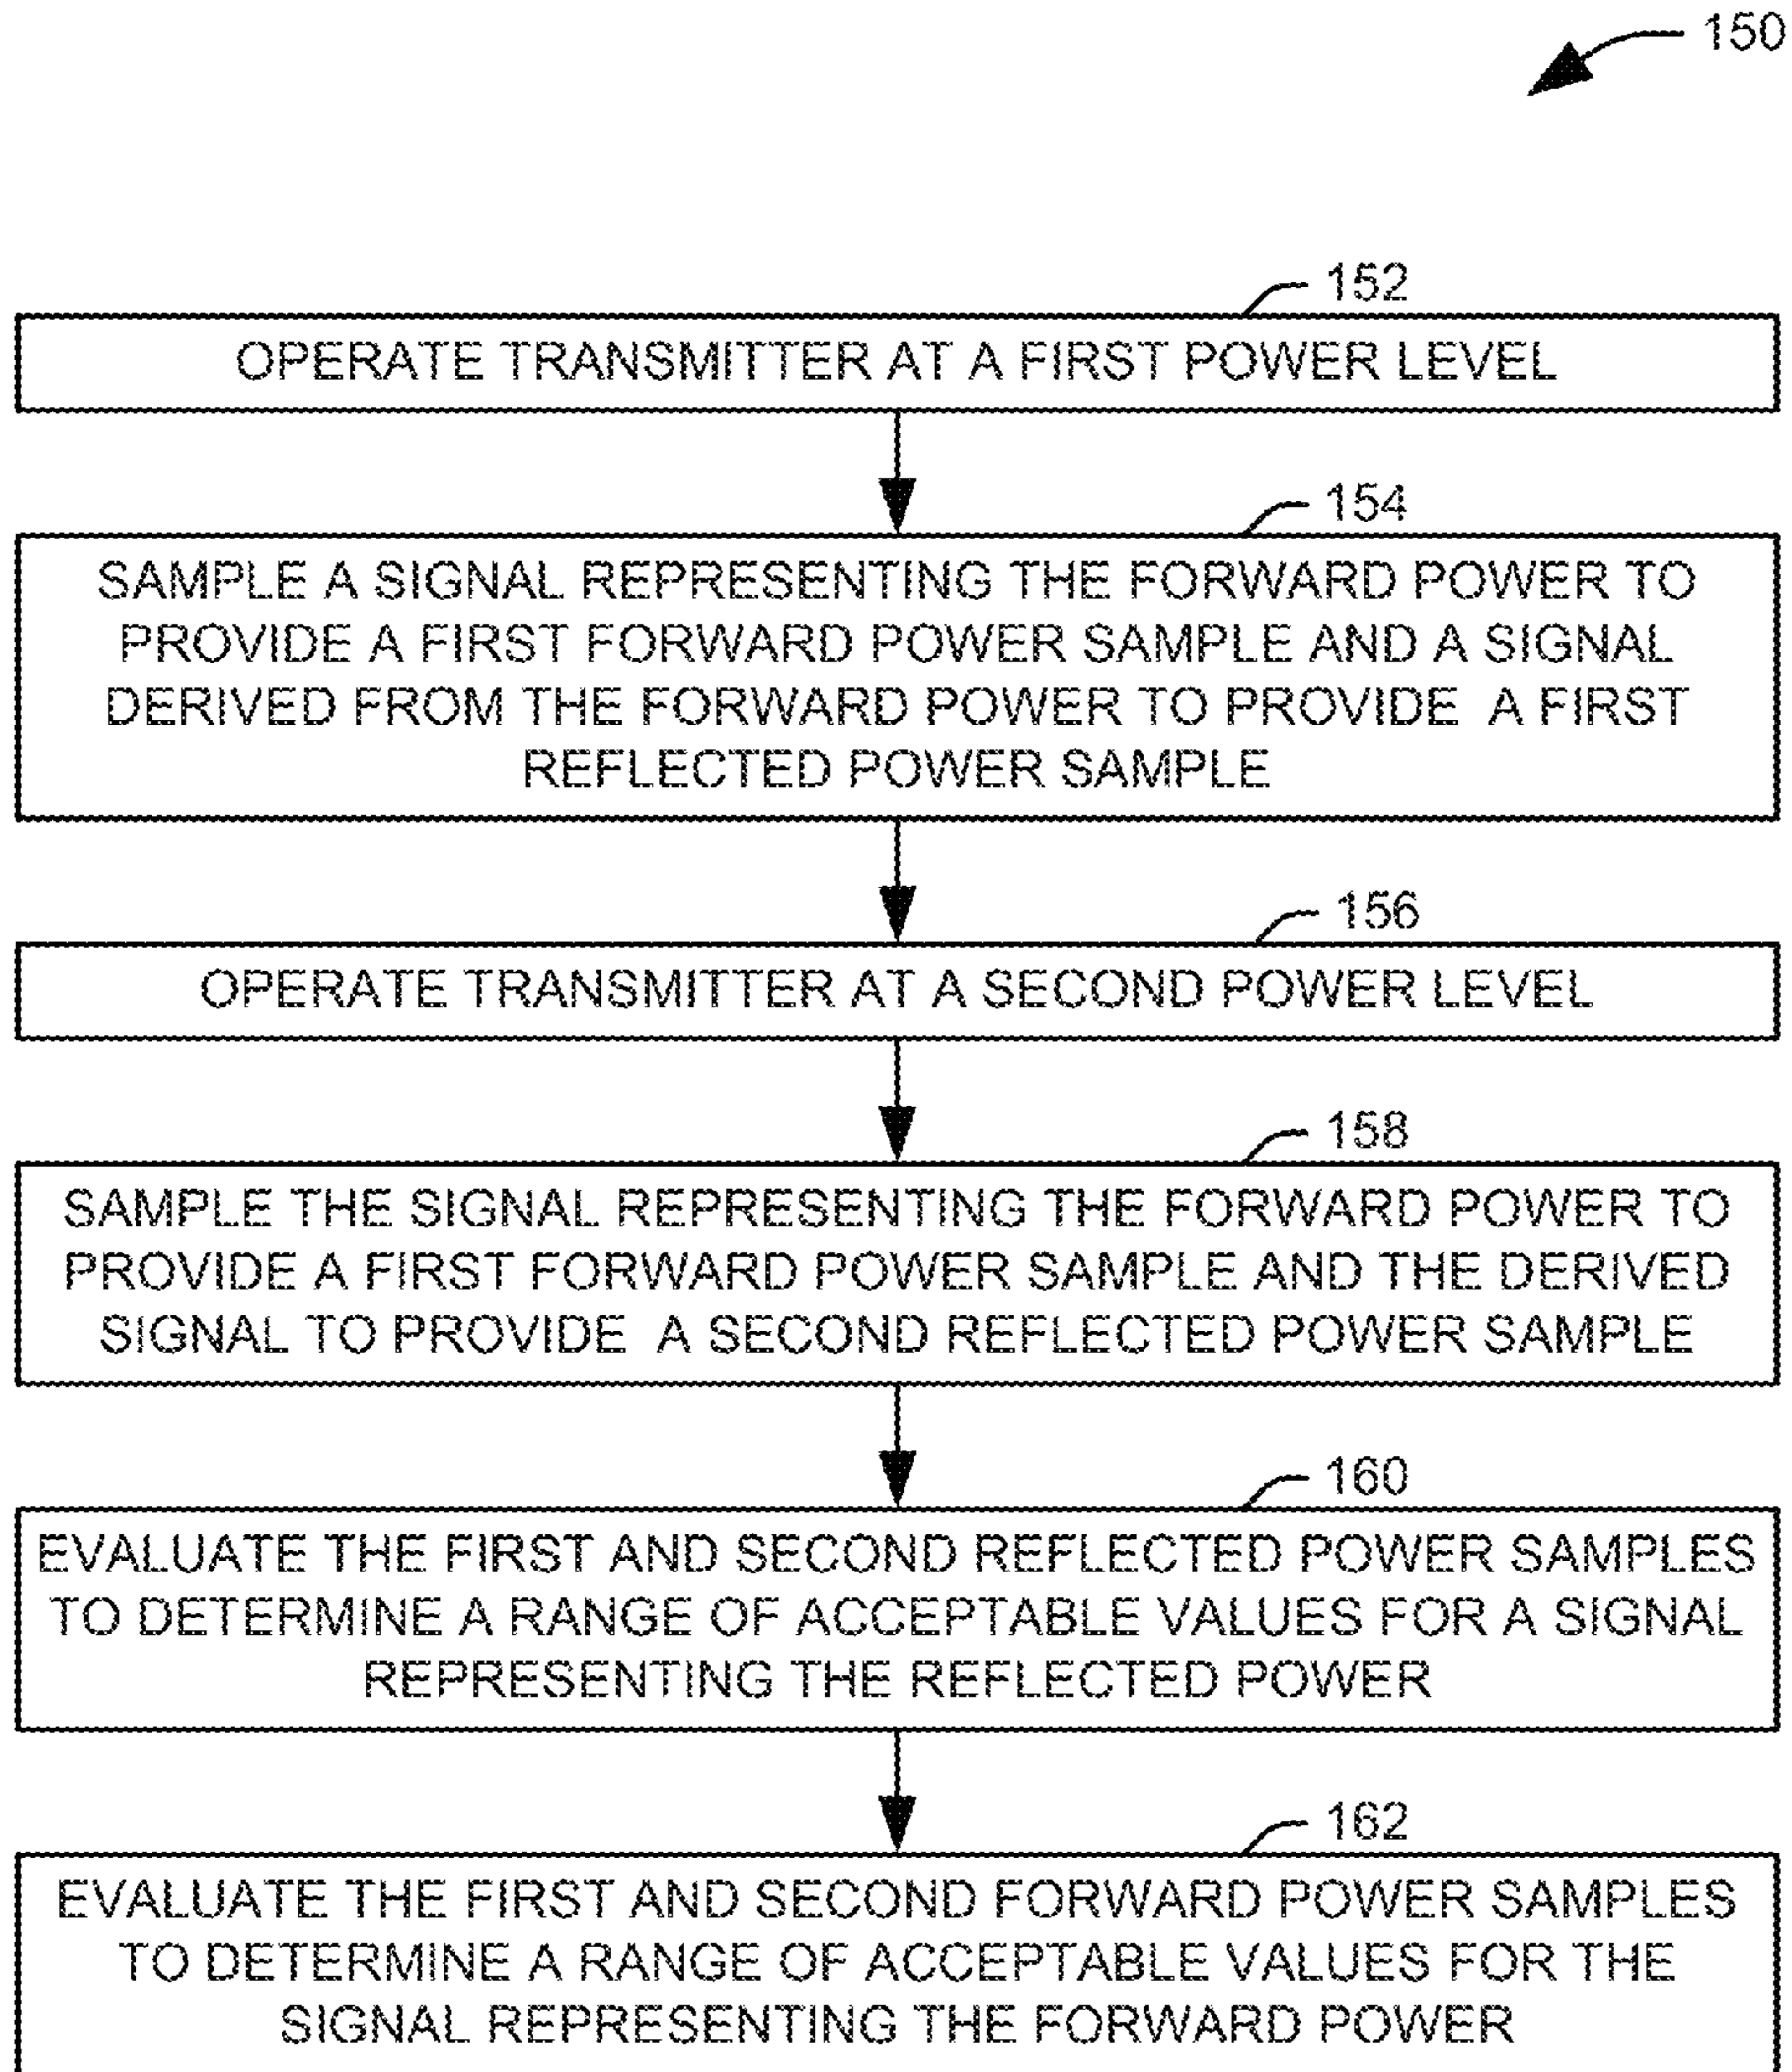 150
152
OPERATE TRANSMITTER AT A FIRST POWER LEVEL
154
SAMPLE A SIGNAL REPRESENTING THE FORWARD POWER TO
PROVIDE A FIRST FORWARD POWER SAMPLE AND A SIGNAL
DERIVED FROM THE FORWARD POWER TO PROVIDE A FIRST
REFLECTED POWER SAMPLE
156
OPERATE TRANSMITTER AT A SECOND POWER LEVEL
158
SAMPLE THE SIGNAL REPRESENTING THE FORWARD POWER TO
PROVIDE A FIRST FORWARD POWER SAMPLE AND THE DERIVED
SIGNAL TO PROVIDE A SECOND REFLECTED POWER SAMPLE
160
EVALUATE THE FIRST AND SECOND REFLECTED POWER SAMPLES
TO DETERMINE A RANGE OF ACCEPTABLE VALUES FOR A SIGNAL
REPRESENTING THE REFLECTED POWER
162
EVALUATE THE FIRST AND SECOND FORWARD POWER SAMPLES
TO DETERMINE A RANGE OF ACCEPTABLE VALUES FOR THE
SIGNAL REPRESENTING THE FORWARD POWER